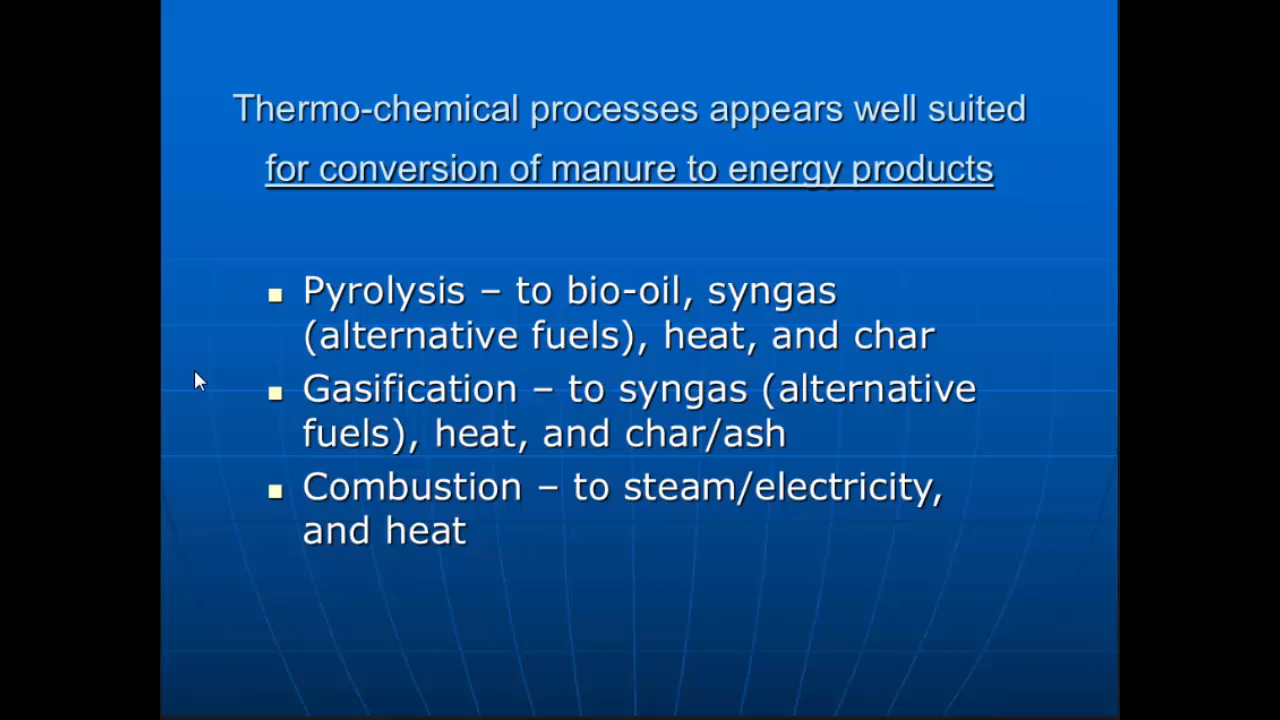 Thermo-chemical processes appears well suited
for conversion of manure to energy products
Pyrolysis – to bio-oil, syngas
(alternative fuels), heat, and char
Gasification – to syngas (alternative
fuels), heat, and char/ash
Combustion – to steam/electricity,
and heat